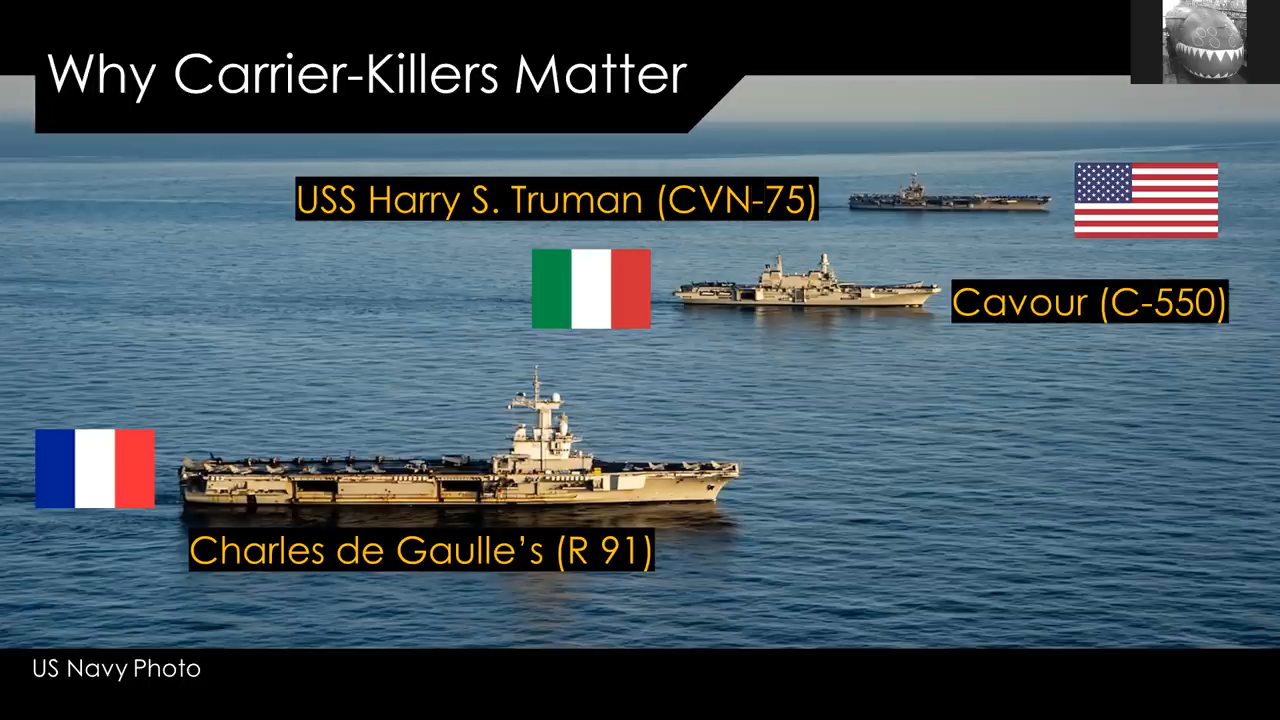 Why Carrier-Killers Matter
USS Harry S. Truman (CVN-75)
Cavour (C-550)
Charles de Gaulle’s (R 91)
US Navy Photo